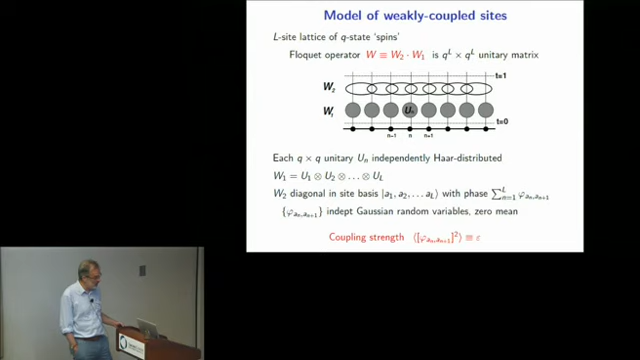 Model of weakly-coupled sites
L-site lattice of q-state ‘spins’
Floquet operator W ≡ W₂ · W₁ is q^L × q^L unitary matrix
t=1
W₂
W₁ Uₙ
t=0
n−1 n n+1
Each q × q unitary Uₙ independently Haar-distributed
W₁ = U₁ ⊗ U₂ ⊗ … ⊗ U_L
W₂ diagonal in site basis |a₁, a₂, … a_L⟩ with phase ∑ₙ₌₁^L φ_{aₙ,aₙ₊₁}
{φ_{aₙ,aₙ₊₁}} indept Gaussian random variables, zero mean
Coupling strength ⟨[φ_{aₙ,aₙ₊₁}]²⟩ ≡ ε